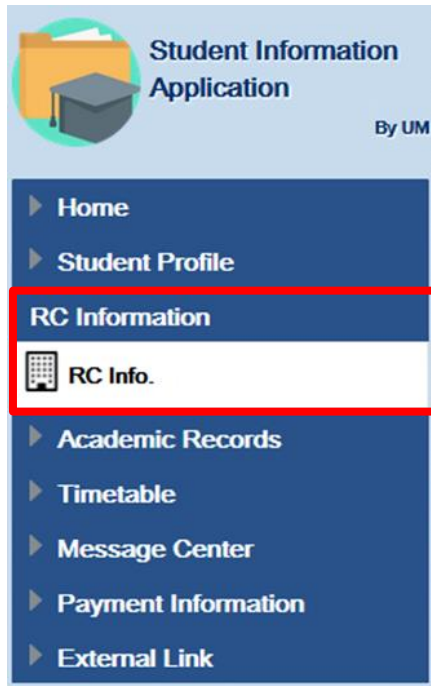 Student Information
Application
By UM
Home
Student Profile
RC Information
RC Info.
Academic Records
Timetable
Message Center
Payment Information
External Link